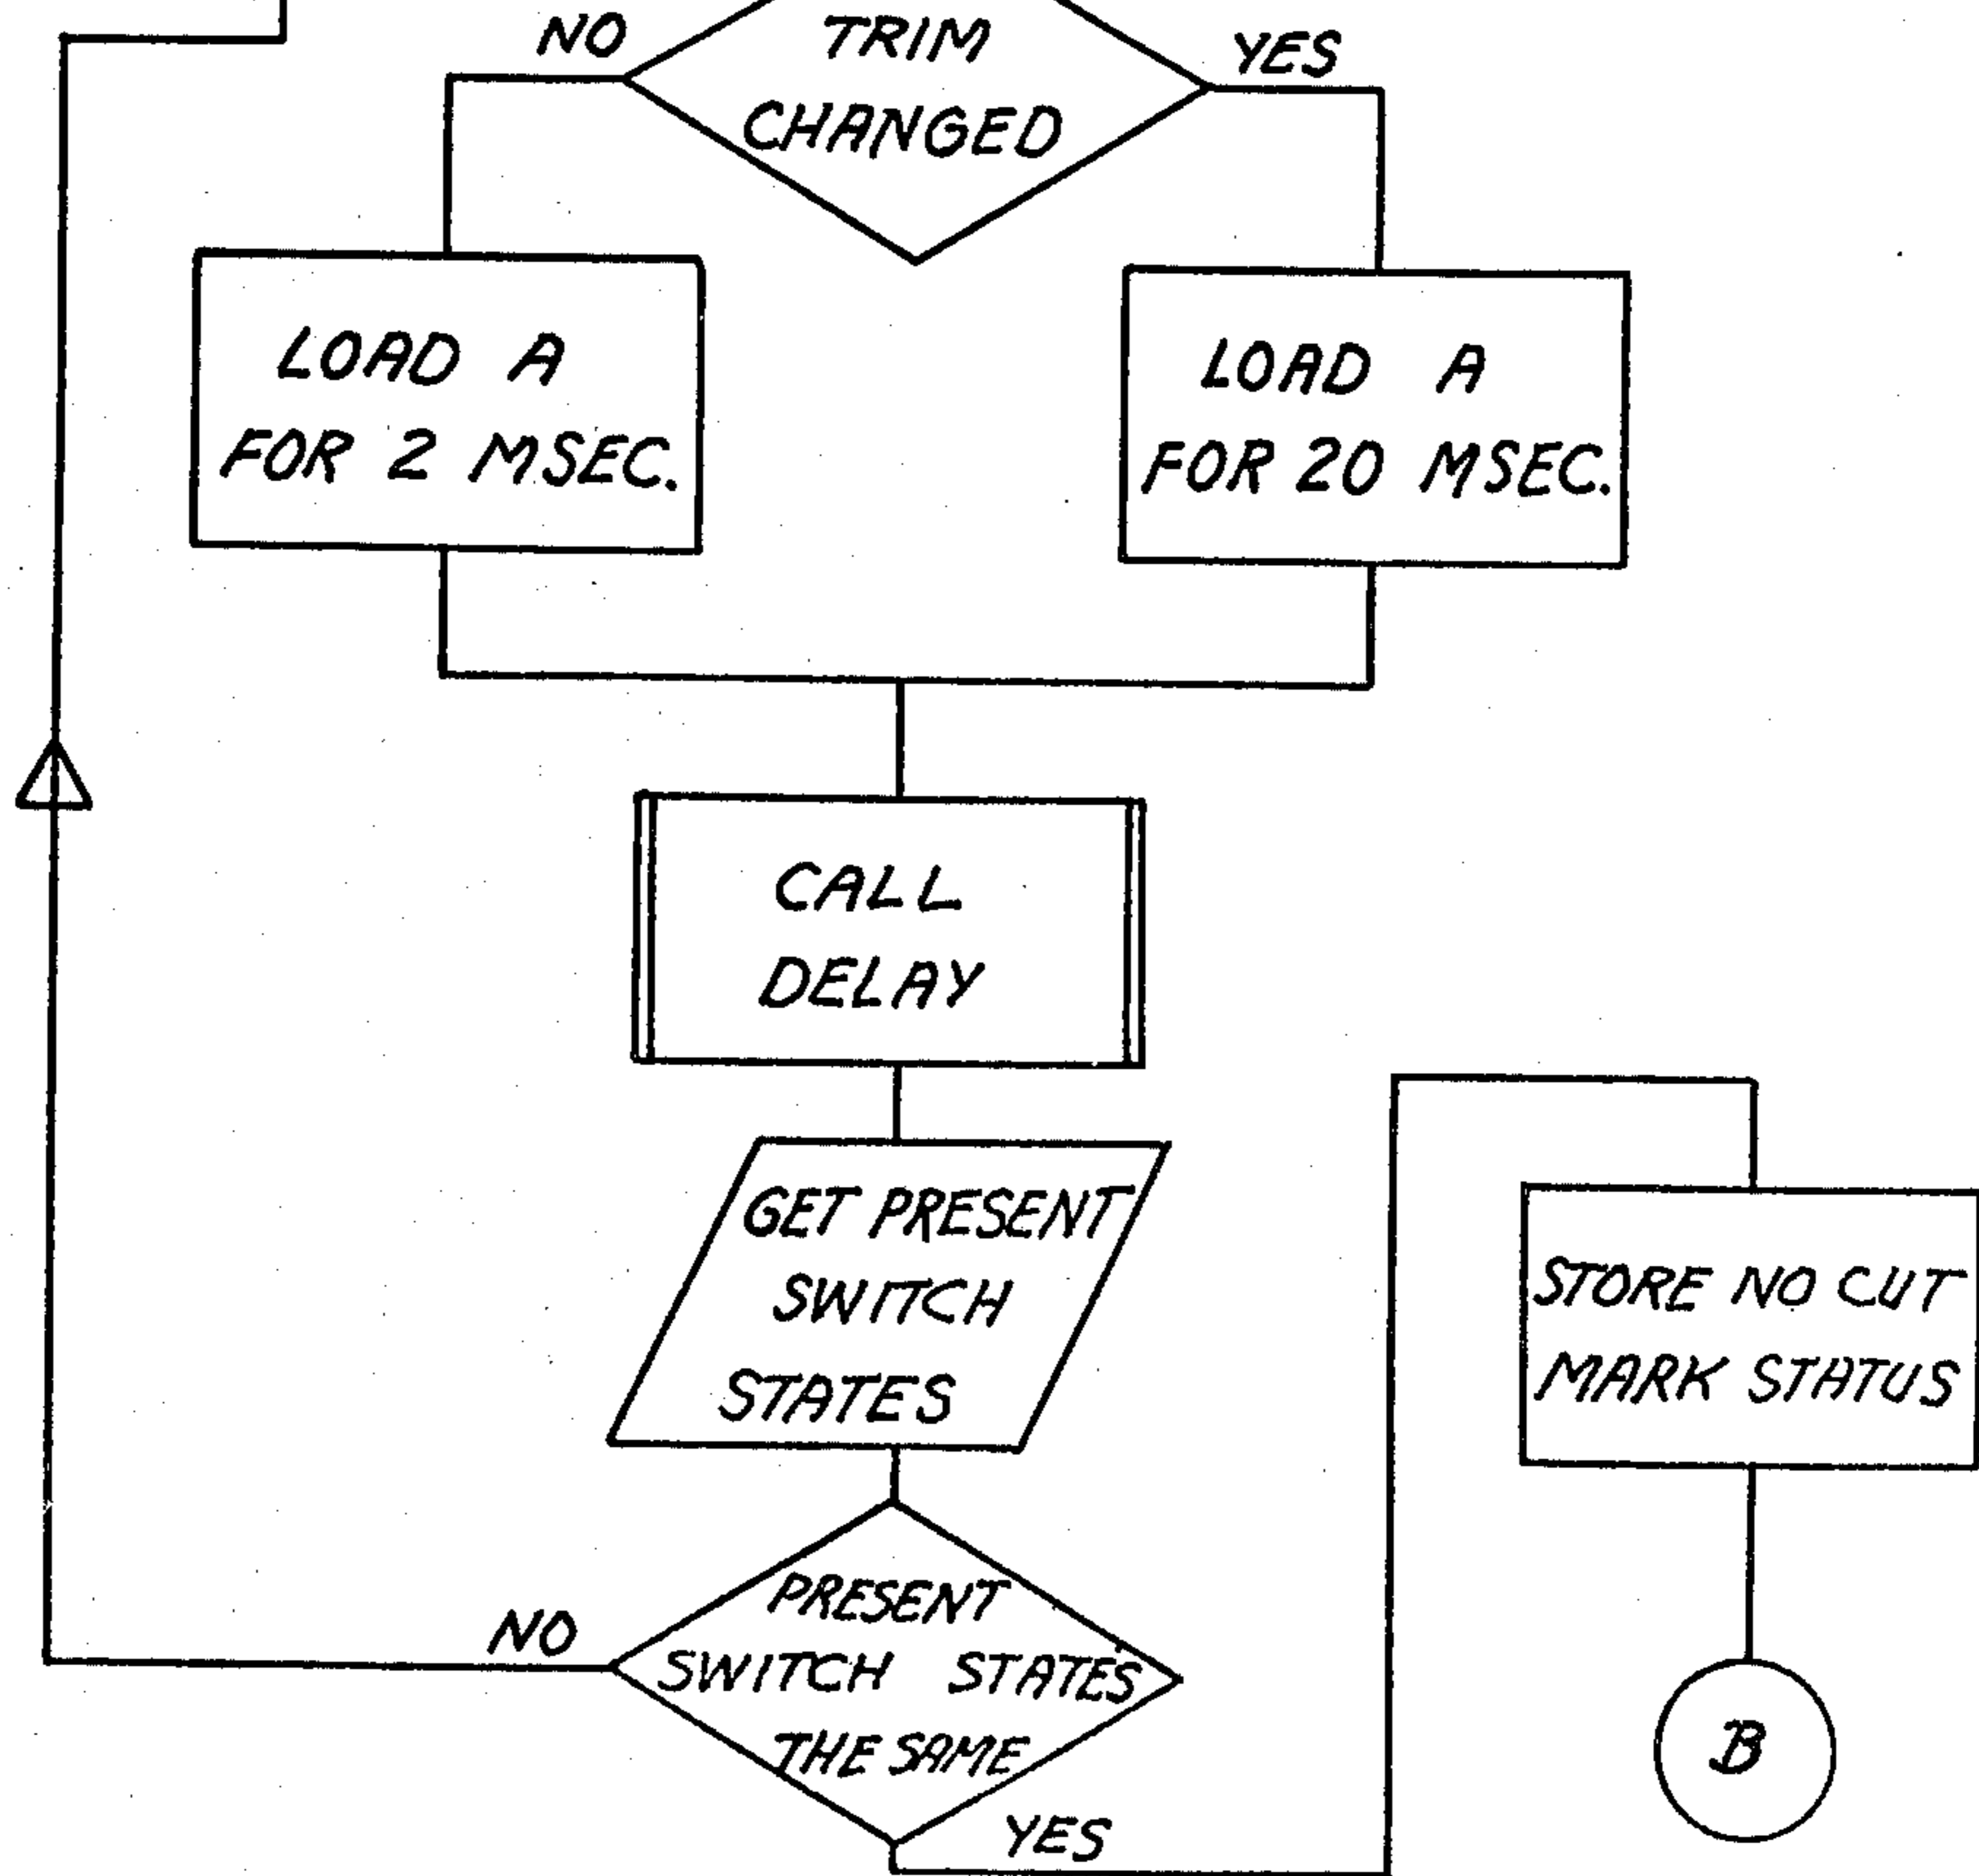 NO
TRIM
CHANGED
YES
LOAD A
FOR 2 MSEC.
LOAD A
FOR 20 MSEC.
CALL
DELAY
GET PRESENT
SWITCH
STATES
STORE NO CUT
MARK STATUS
NO
PRESENT
SWITCH STATES
THE SAME
YES
B